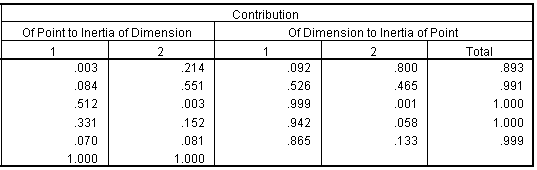 Contribution
Of Point to Inertia of Dimension Of Dimension to Inertia of Point
1 2 1 2 Total
.003 .214 .092 .800 .893
.084 .551 .526 .465 .991
.512 .003 .999 .001 1.000
.331 .152 .942 .058 1.000
.070 .081 .865 .133 .999
1.000 1.000